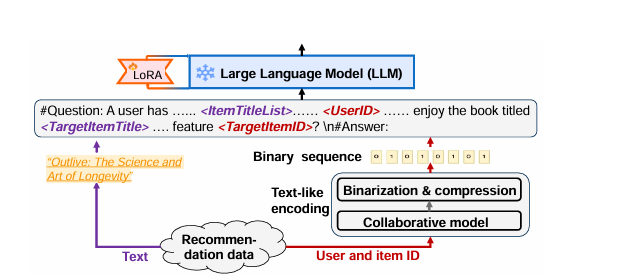 LoRA
Large Language Model (LLM)
#Question: A user has …... <ItemTitleList>…… <UserID> …… enjoy the book titled
<TargetItemTitle> …. feature <TargetItemID>? \n#Answer:
Binary sequence 0 1 0 1 0 1 0 1
"Outlive: The Science and
Art of Longevity"
Text-like
encoding
Binarization & compression
Collaborative model
Recommen-
dation data
Text
User and item ID